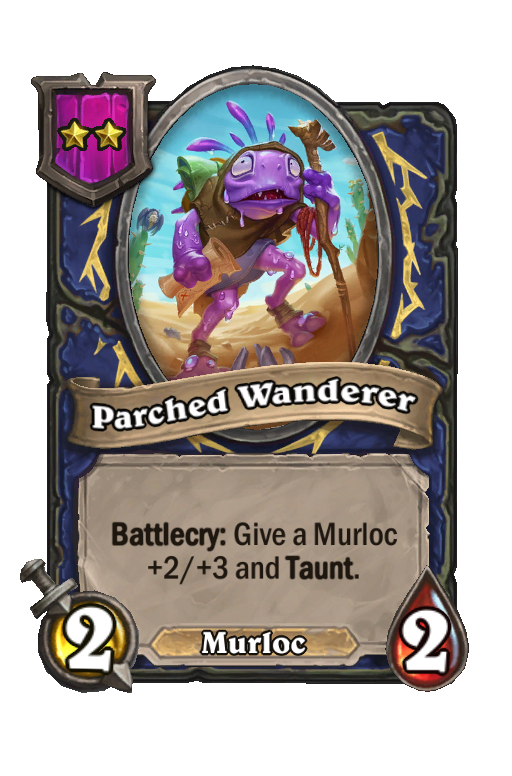 Parched Wanderer
Battlecry: Give a Murloc
+2/+3 and Taunt.
Murloc
2
2